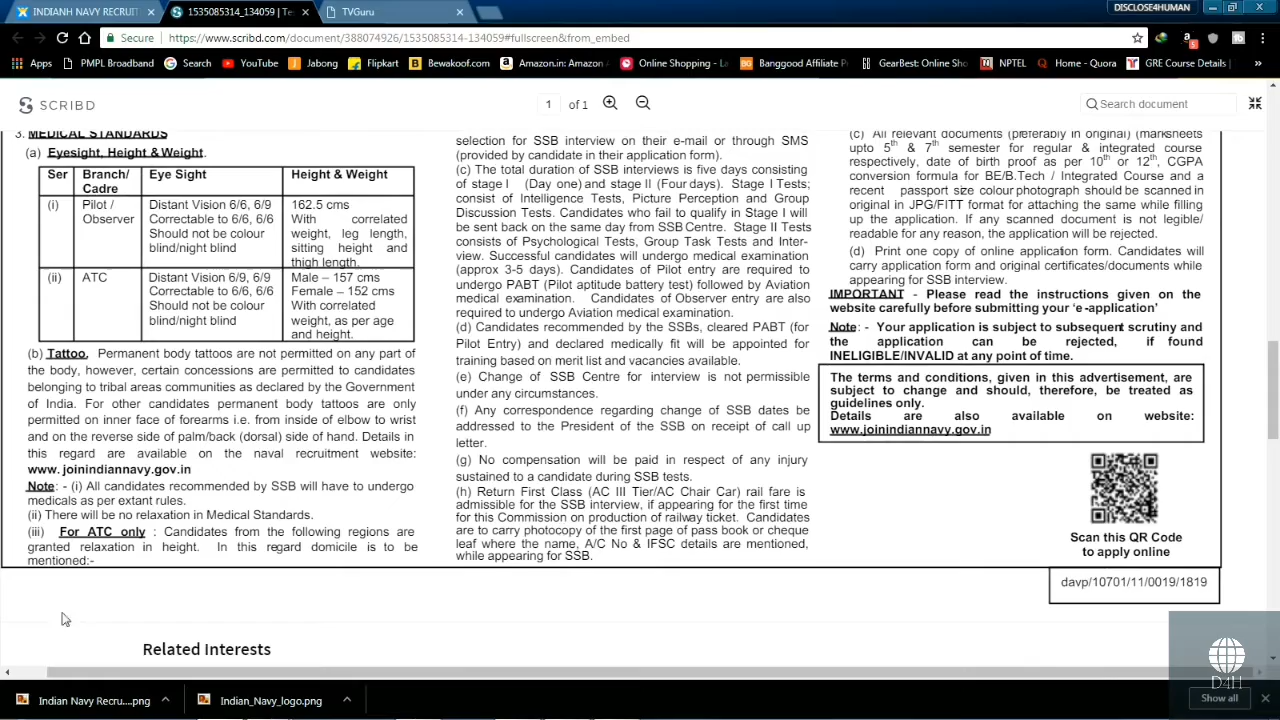 DISCLOSE4HUMAN
INDIANH NAVY RECRUIT
1535085314_134059 | Te
TVGuru
Secure
https://www.scribd.com/document/388074926/1535085314-134059#fullscreen&from_embed
Apps
PMPL Broadband
Search
YouTube
Jabong
Flipkart
Bewakoof.com
Amazon.in: Amazon
Online Shopping - La
Banggood Affiliate P
GearBest: Online Sho
NPTEL
Home - Quora
GRE Course Details |
SCRIBD
1 of 1
Search document
3. MEDICAL STANDARDS
(a) Eyesight, Height & Weight.
Ser
Branch/
Cadre
Eye Sight
Height & Weight
(i)
Pilot /
Observer
Distant Vision 6/6, 6/9
Correctable to 6/6, 6/6
Should not be colour
blind/night blind
162.5 cms
With correlated
weight, leg length,
sitting height and
thigh length.
(ii)
ATC
Distant Vision 6/9, 6/9
Correctable to 6/6, 6/6
Should not be colour
blind/night blind
Male – 157 cms
Female – 152 cms
With correlated
weight, as per age
and height.
(b) Tattoo. Permanent body tattoos are not permitted on any part of
the body, however, certain concessions are permitted to candidates
belonging to tribal areas communities as declared by the Government
of India. For other candidates permanent body tattoos are only
permitted on inner face of forearms i.e. from inside of elbow to wrist
and on the reverse side of palm/back (dorsal) side of hand. Details in
this regard are available on the naval recruitment website:
www. joinindiannavy.gov.in
Note: - (i) All candidates recommended by SSB will have to undergo
medicals as per extant rules.
(ii) There will be no relaxation in Medical Standards.
(iii) For ATC only : Candidates from the following regions are
granted relaxation in height. In this regard domicile is to be
mentioned:-
selection for SSB interview on their e-mail or through SMS
(provided by candidate in their application form).
(c) The total duration of SSB interviews is five days consisting
of stage I (Day one) and stage II (Four days). Stage I Tests;
consist of Intelligence Tests, Picture Perception and Group
Discussion Tests. Candidates who fail to qualify in Stage I will
be sent back on the same day from SSB Centre. Stage II Tests
consists of Psychological Tests, Group Task Tests and Inter-
view. Successful candidates will undergo medical examination
(approx 3-5 days). Candidates of Pilot entry are required to
undergo PABT (Pilot aptitude battery test) followed by Aviation
medical examination. Candidates of Observer entry are also
required to undergo Aviation medical examination.
(d) Candidates recommended by the SSBs, cleared PABT (for
Pilot Entry) and declared medically fit will be appointed for
training based on merit list and vacancies available.
(e) Change of SSB Centre for interview is not permissible
under any circumstances.
(f) Any correspondence regarding change of SSB dates be
addressed to the President of the SSB on receipt of call up
letter.
(g) No compensation will be paid in respect of any injury
sustained to a candidate during SSB tests.
(h) Return First Class (AC III Tier/AC Chair Car) rail fare is
admissible for the SSB interview, if appearing for the first time
for this Commission on production of railway ticket. Candidates
are to carry photocopy of the first page of pass book or cheque
leaf where the name, A/C No & IFSC details are mentioned,
while appearing for SSB.
(c) All relevant documents (preferably in original) (marksheets
upto 5th & 7th semester for regular & integrated course
respectively, date of birth proof as per 10th or 12th, CGPA
conversion formula for BE/B.Tech / Integrated Course and a
recent passport size colour photograph should be scanned in
original in JPG/FITT format for attaching the same while filling
up the application. If any scanned document is not legible/
readable for any reason, the application will be rejected.
(d) Print one copy of online application form. Candidates will
carry application form and original certificates/documents while
appearing for SSB interview.
IMPORTANT - Please read the instructions given on the
website carefully before submitting your 'e-application'
Note: - Your application is subject to subsequent scrutiny and
the application can be rejected, if found
INELIGIBLE/INVALID at any point of time.
The terms and conditions, given in this advertisement, are
subject to change and should, therefore, be treated as
guidelines only.
Details are also available on website:
www.joinindiannavy.gov.in
Scan this QR Code
to apply online
davp/10701/11/0019/1819
Related Interests
D4H
Indian Navy Recru....png
Indian_Navy_logo.png
Show all